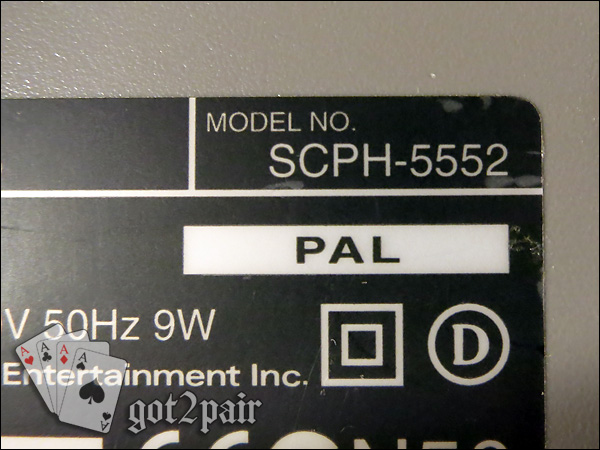 MODEL NO.
SCPH-5552
PAL
V 50Hz 9W
D
Entertainment Inc.
A A A A
got2pair